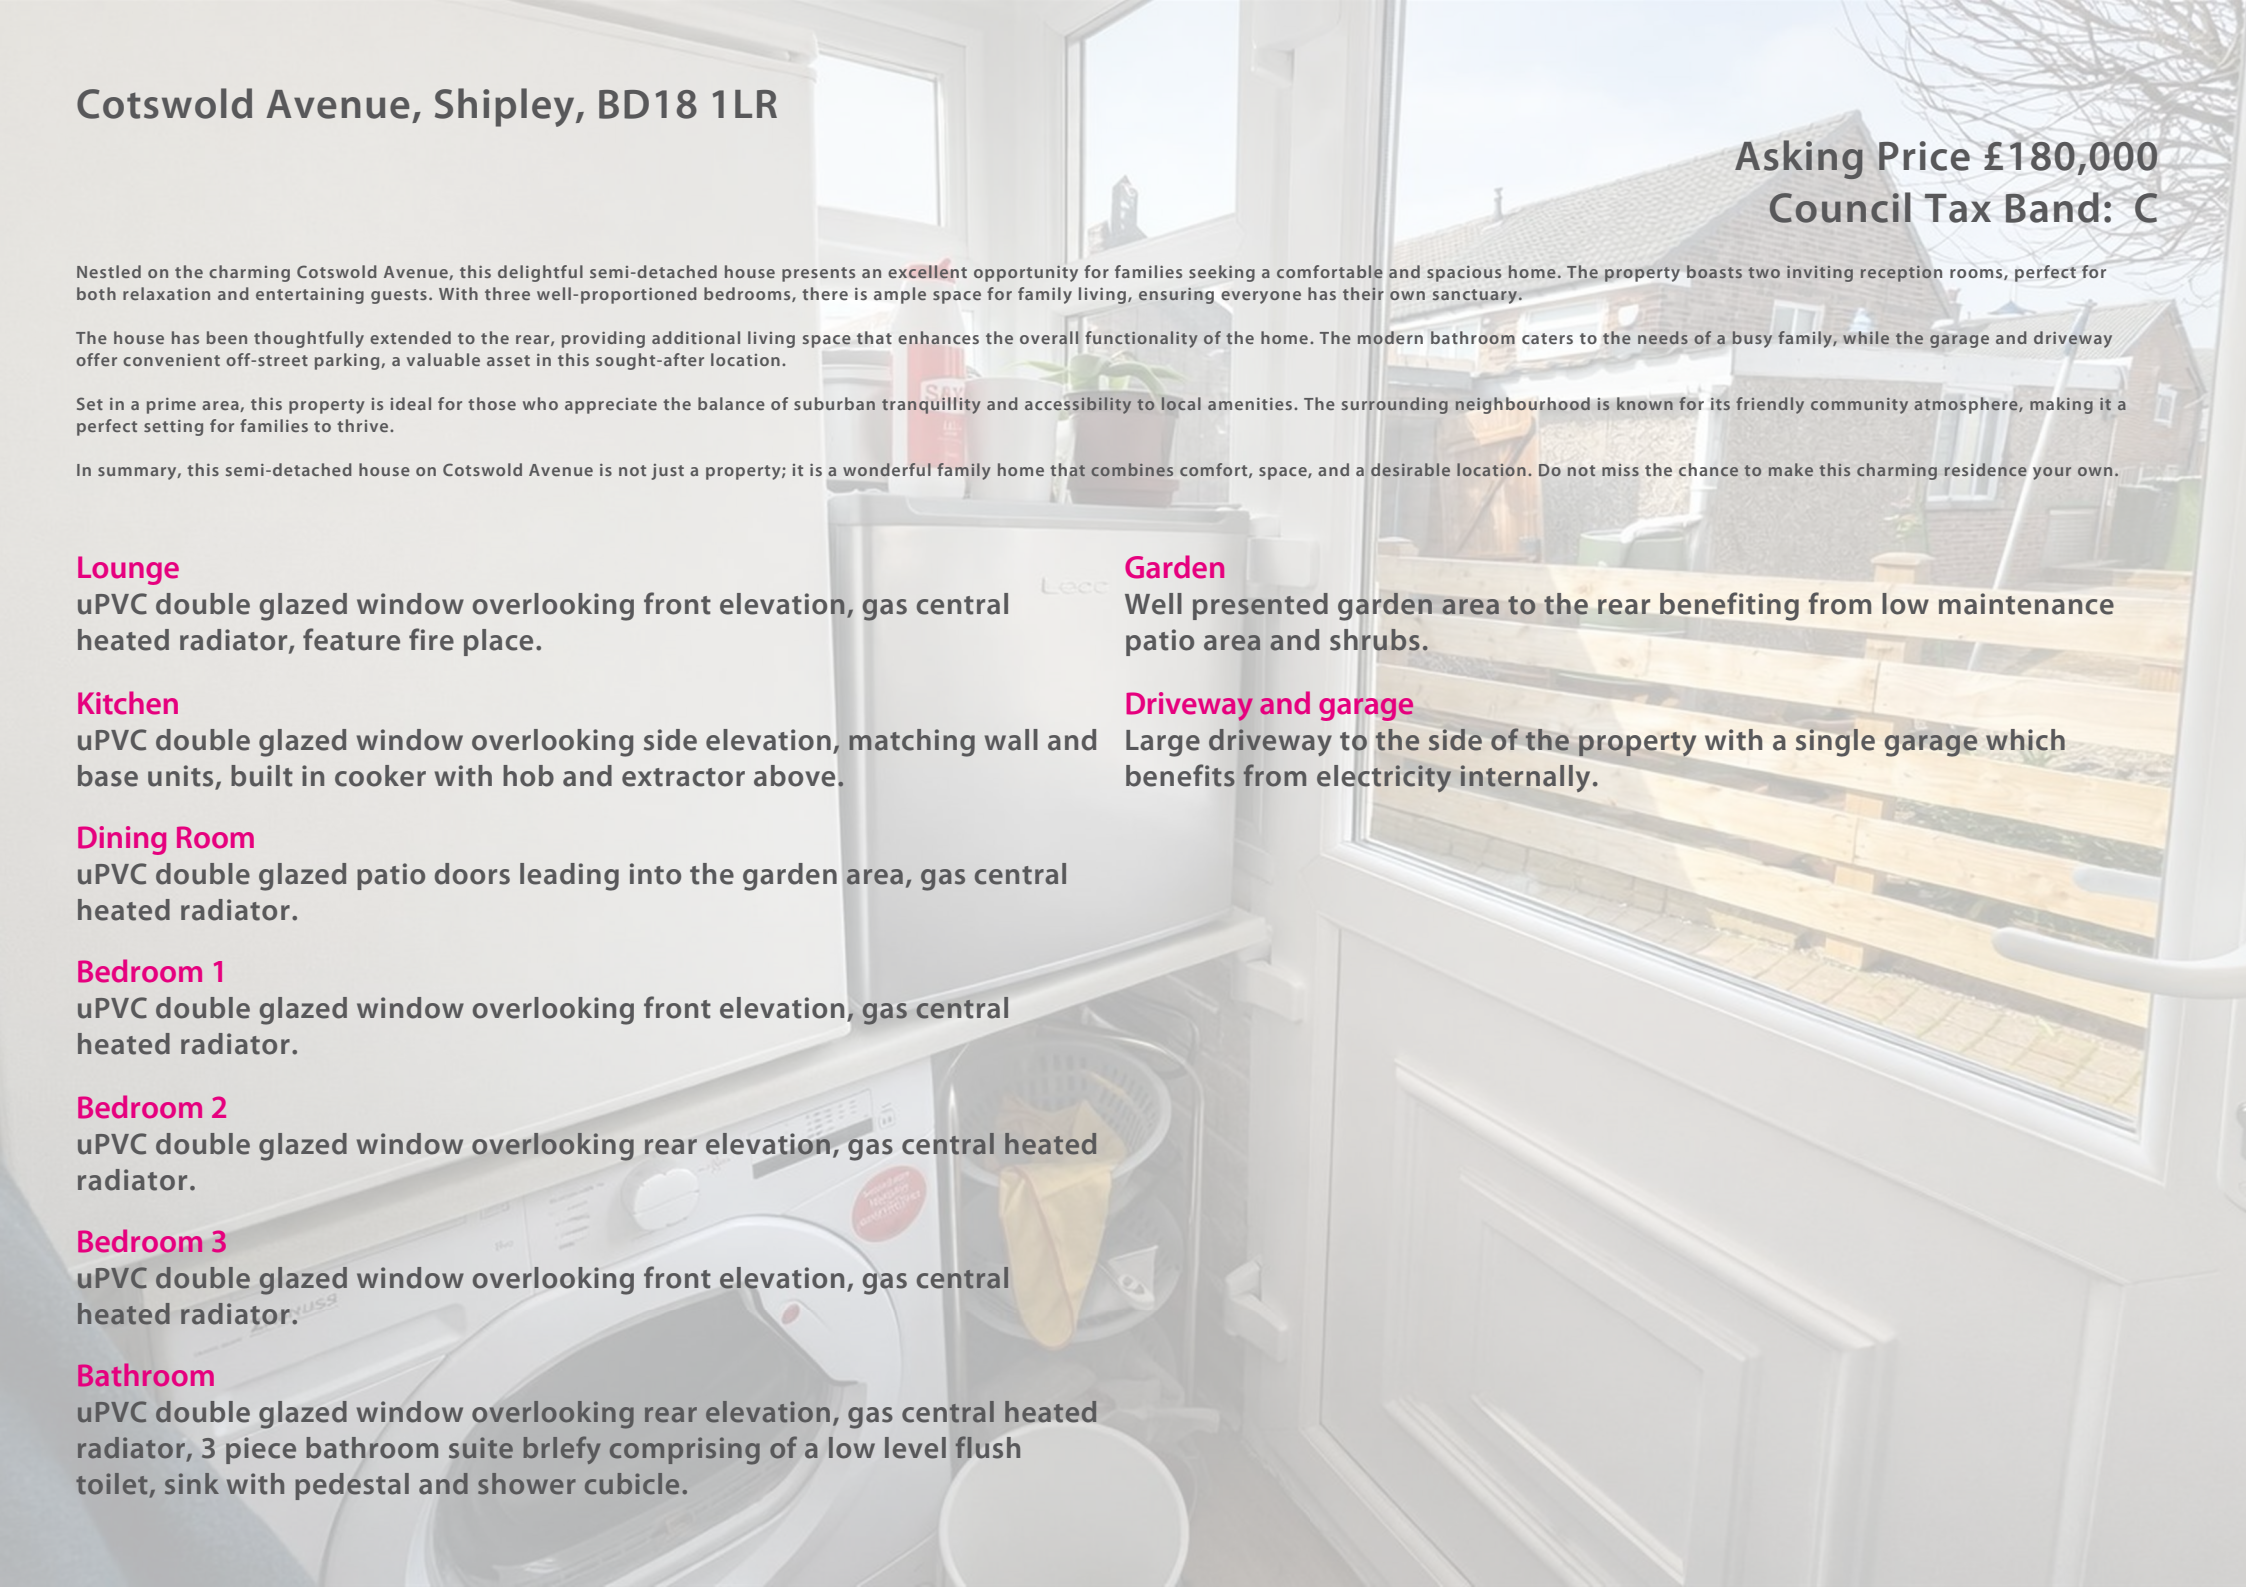 Cotswold Avenue, Shipley, BD18 1LR
Asking Price £180,000
Council Tax Band:  C
Nestled on the charming Cotswold Avenue, this delightful semi-detached house presents an excellent opportunity for families seeking a comfortable and spacious home. The property boasts two inviting reception rooms, perfect for
both relaxation and entertaining guests. With three well-proportioned bedrooms, there is ample space for family living, ensuring everyone has their own sanctuary.
The house has been thoughtfully extended to the rear, providing additional living space that enhances the overall functionality of the home. The modern bathroom caters to the needs of a busy family, while the garage and driveway
offer convenient off-street parking, a valuable asset in this sought-after location.
Set in a prime area, this property is ideal for those who appreciate the balance of suburban tranquillity and accessibility to local amenities. The surrounding neighbourhood is known for its friendly community atmosphere, making it a
perfect setting for families to thrive.
In summary, this semi-detached house on Cotswold Avenue is not just a property; it is a wonderful family home that combines comfort, space, and a desirable location. Do not miss the chance to make this charming residence your own.
Lounge
uPVC double glazed window overlooking front elevation, gas central
heated radiator, feature fire place.
Kitchen
uPVC double glazed window overlooking side elevation, matching wall and
base units, built in cooker with hob and extractor above.
Dining Room
uPVC double glazed patio doors leading into the garden area, gas central
heated radiator.
Bedroom 1
uPVC double glazed window overlooking front elevation, gas central
heated radiator.
Bedroom 2
uPVC double glazed window overlooking rear elevation, gas central heated
radiator.
Bedroom 3
uPVC double glazed window overlooking front elevation, gas central
heated radiator.
Bathroom
uPVC double glazed window overlooking rear elevation, gas central heated
radiator, 3 piece bathroom suite brlefy comprising of a low level flush
toilet, sink with pedestal and shower cubicle.
Garden
Well presented garden area to the rear benefiting from low maintenance
patio area and shrubs.
Driveway and garage
Large driveway to the side of the property with a single garage which
benefits from electricity internally.